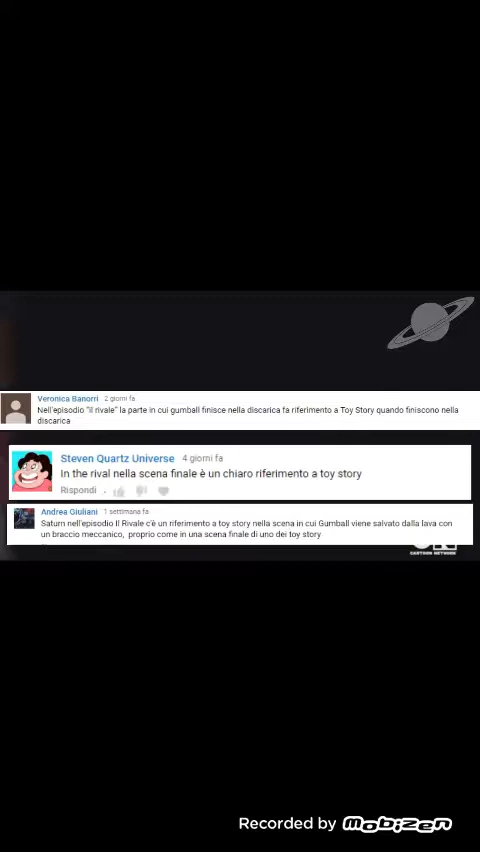 Veronica Banorri 2 giorni fa
Nell'episodio "il rivale" la parte in cui gumball finisce nella discarica fa riferimento a Toy Story quando finiscono nella
discarica
Steven Quartz Universe 4 giorni fa
In the rival nella scena finale è un chiaro riferimento a toy story
Rispondi
Andrea Giuliani 1 settimana fa
Saturn nell'episodio Il Rivale c'è un riferimento a toy story nella scena in cui Gumball viene salvato dalla lava con
un braccio meccanico, proprio come in una scena finale di uno dei toy story
CARTOON NETWORK
Recorded by Mobizen